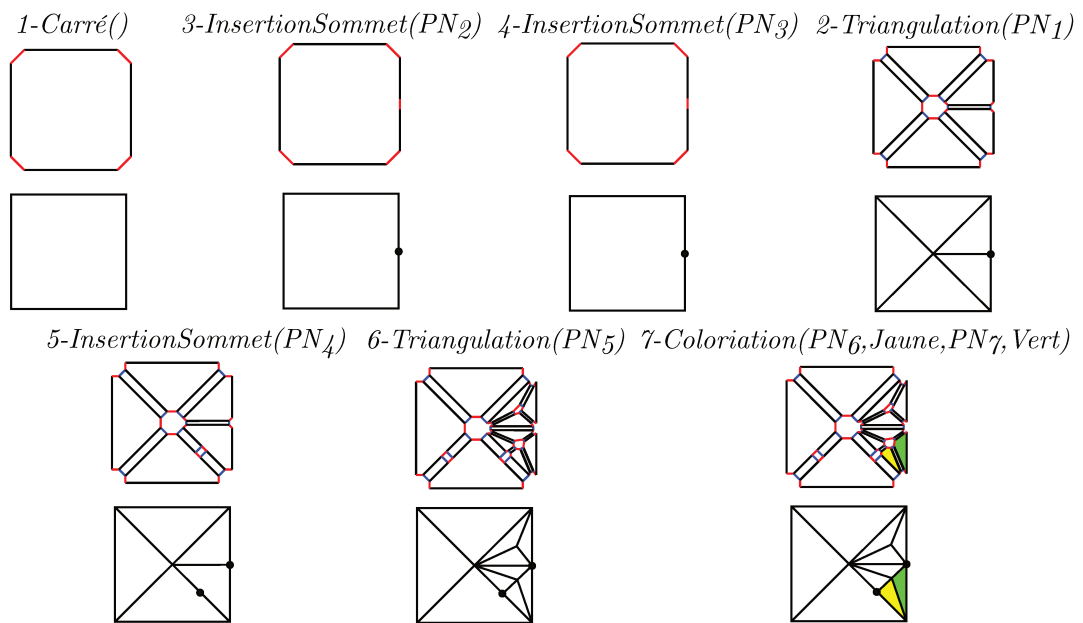 1-Carré() 3-InsertionSommet(PN2) 4-InsertionSommet(PN3) 2-Triangulation(PN1)
5-InsertionSommet(PN4) 6-Triangulation(PN5) 7-Coloriation(PN6,Jaune,PN7,Vert)